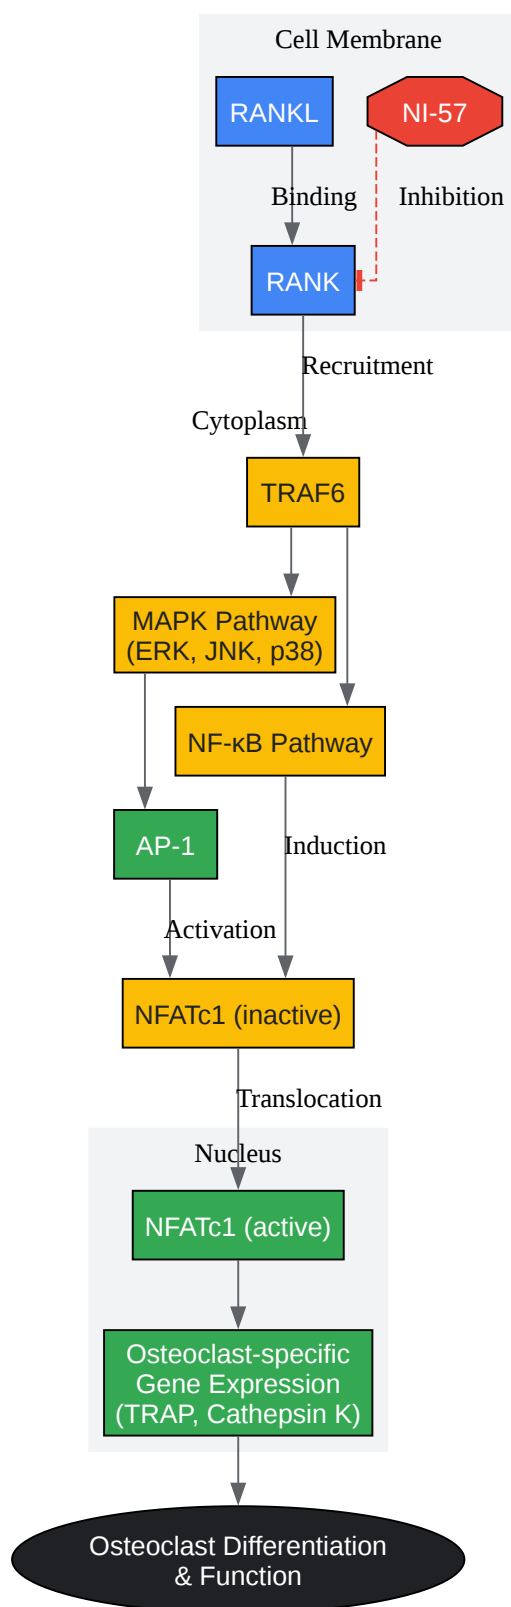 Cell Membrane
RANKL
NI-57
Binding
Inhibition
RANK
Recruitment
Cytoplasm
TRAF6
MAPK Pathway
(ERK, JNK, p38)
NF-κB Pathway
AP-1
Induction
Activation
NFATc1 (inactive)
Translocation
Nucleus
NFATc1 (active)
Osteoclast-specific
Gene Expression
(TRAP, Cathepsin K)
Osteoclast Differentiation
& Function